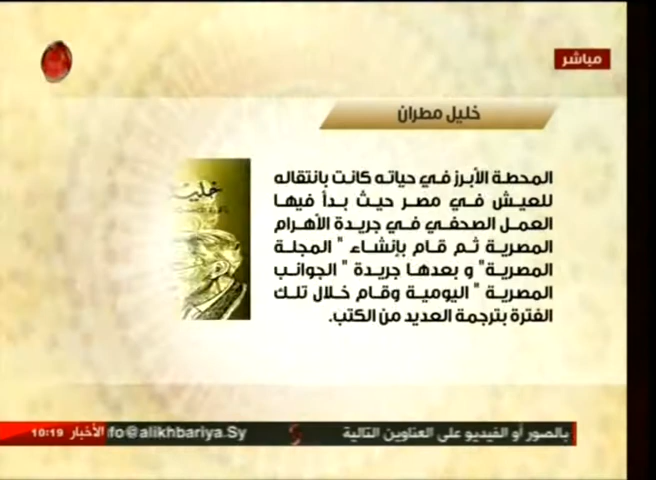 مباشر
خليل مطران
المحطة الأبرز في حياته كانت بانتقاله
للعيش في مصر حيث بدأ فيها
العمل الصحفي في جريدة الأهرام
المصرية ثم قام بإنشاء " المجلة
المصرية" و بعدها جريدة " الجوانب
المصرية " اليومية وقام خلال تلك
الفترة بترجمة العديد من الكتب.
بالصور أو الفيديو على العناوين التالية
fo@alikhbariya.Sy
الأخبار 10:19